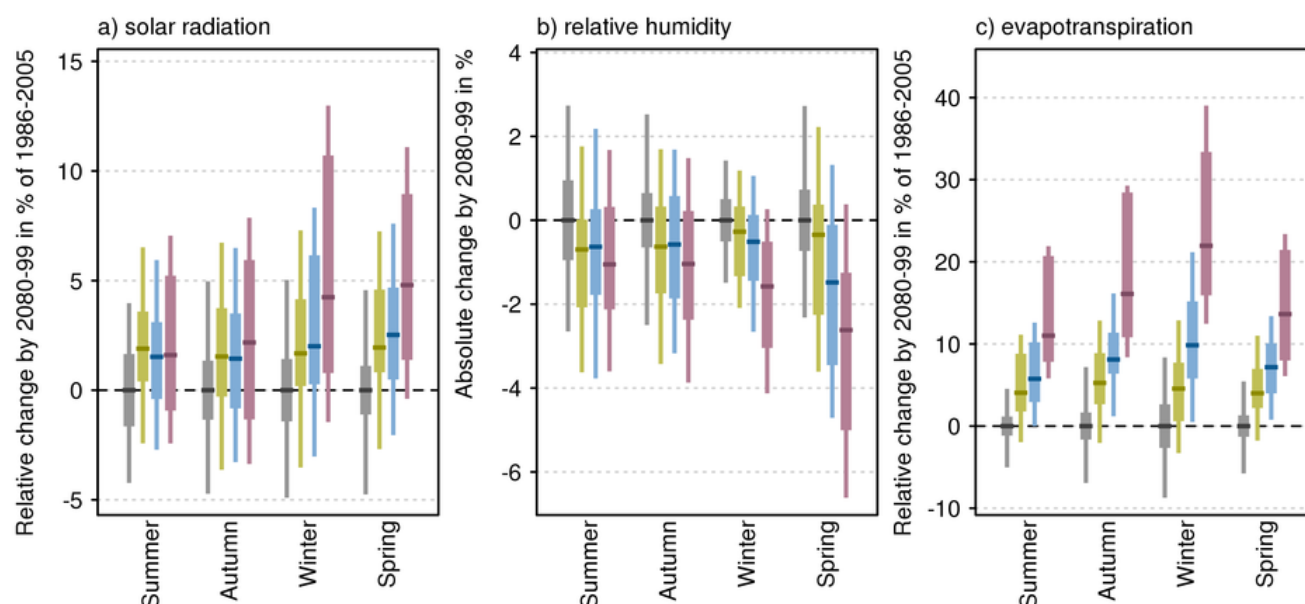 a) solar radiation
Relative change by 2080-99 in % of 1986-2005
15
10
5
0
-5
Summer
Autumn
Winter
Spring
b) relative humidity
Absolute change by 2080-99 in %
4
2
0
-2
-4
-6
Summer
Autumn
Winter
Spring
c) evapotranspiration
Relative change by 2080-99 in % of 1986-2005
40
30
20
10
0
-10
Summer
Autumn
Winter
Spring